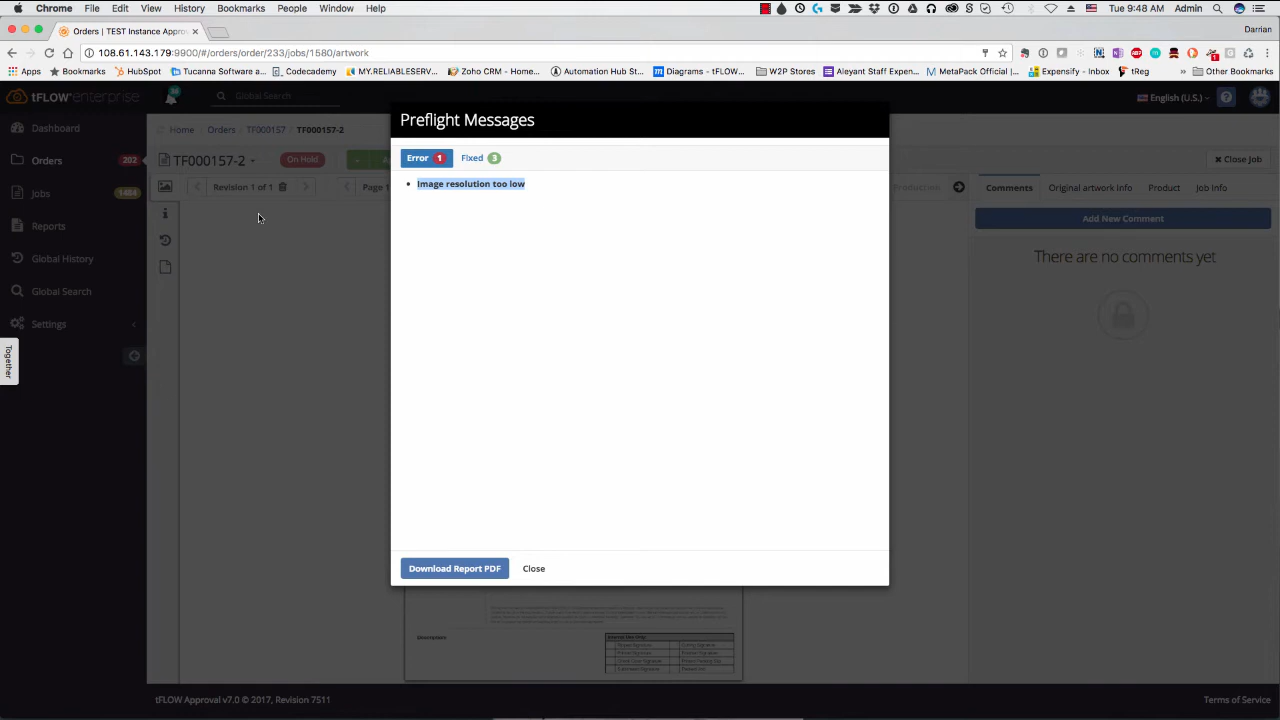 Chrome File Edit View History Bookmarks People Window Help Tue 9:48 AM Admin
Orders | TEST Instance Appro Darrian
108.61.143.179:9900/#/orders/order/233/jobs/1580/artwork
Apps Bookmarks HubSpot Tucanna Software a... Codecademy MY.RELIABLESERV... Zoho CRM - Home... Automation Hub St... Diagrams - tFLOW... W2P Stores Aleyant Staff Expen... MetaPack Official |... Expensify - Inbox tReg » Other Bookmarks
tFLOW enterprise Global Search English (U.S.)
Preflight Messages
Dashboard Home Orders TF000157 TF000157-2
Error 1 Fixed 3
Orders 202 TF000157-2 On Hold Close Job
Image resolution too low
Jobs 1484 Revision 1 of 1 Page 1 Production Comments Original artwork Info Product Job Info
Add New Comment
Reports
There are no comments yet
Global History
Global Search
Settings
Together
Download Report PDF Close
Description
tFLOW Approval v7.0 © 2017, Revision 7511 Terms of Service